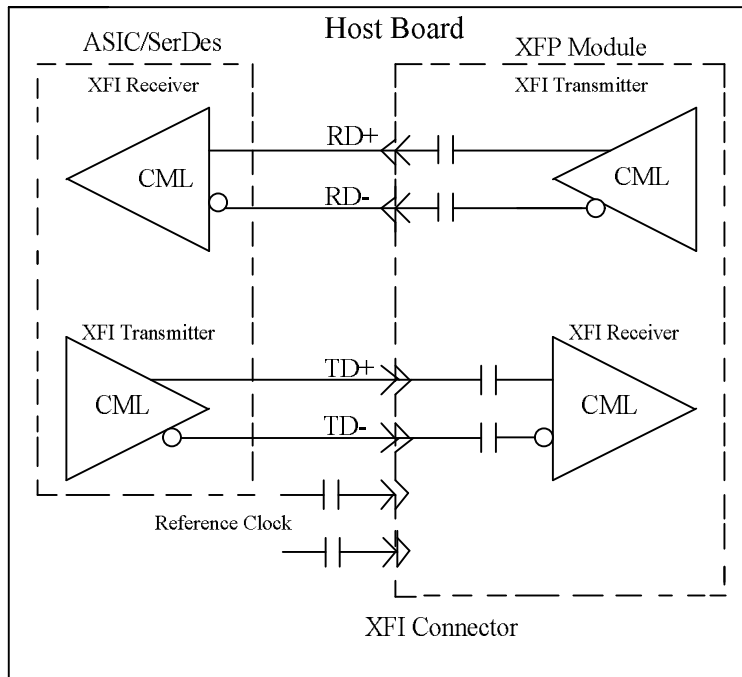 Host Board
ASIC/SerDes
XFP Module
XFI Receiver
XFI Transmitter
RD+
CML
CML
RD-
XFI Transmitter
XFI Receiver
TD+
CML
CML
TD-
Reference Clock
XFI Connector